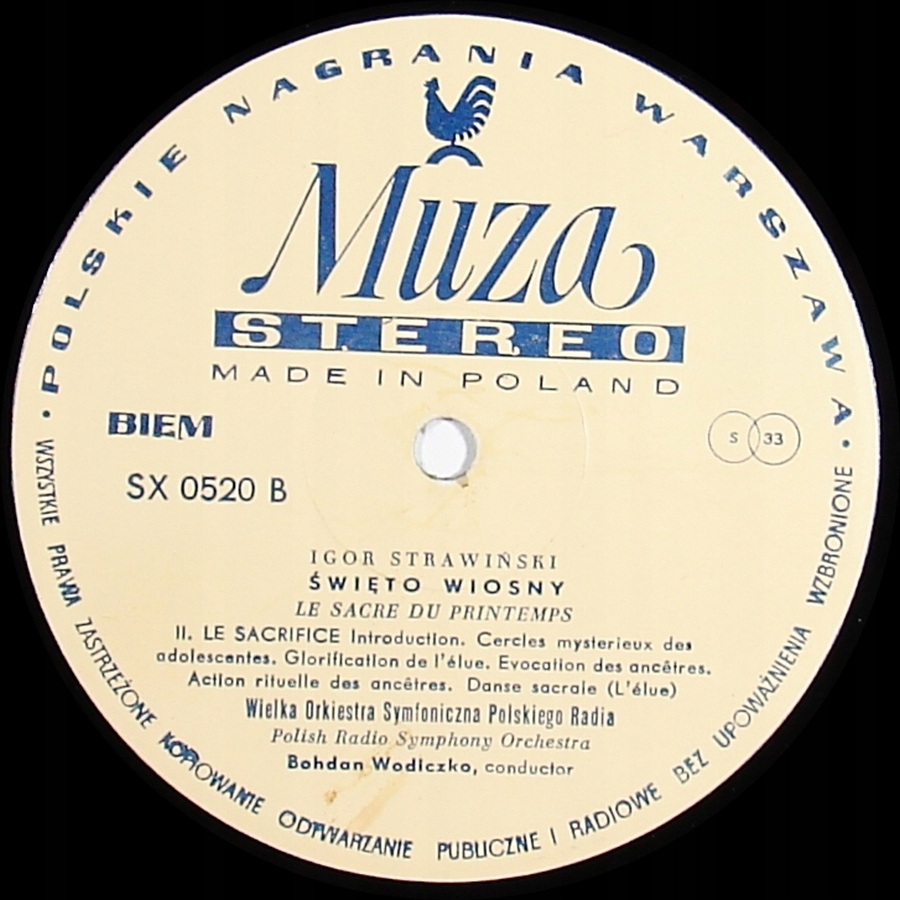 • POLSKIE NAGRANIA WARSZAWA •
Muza
STEREO
MADE IN POLAND
BIEM
S 33
SX 0520 B
IGOR STRAWIŃSKI
ŚWIĘTO WIOSNY
LE SACRE DU PRINTEMPS
II. LE SACRIFICE Introduction. Cercles mysterieux des
adolescentes. Glorification de l'élue. Evocation des ancêtres.
Action rituelle des ancêtres. Danse sacrale (L'élue)
Wielka Orkiestra Symfoniczna Polskiego Radia
Polish Radio Symphony Orchestra
Bohdan Wodiczko, conductor
WSZYSTKIE PRAWA ZASTRZEŻONE KOPIOWANIE ODTWARZANIE PUBLICZNE I RADIOWE BEZ UPOWAŻNIENIA WZBRONIONE